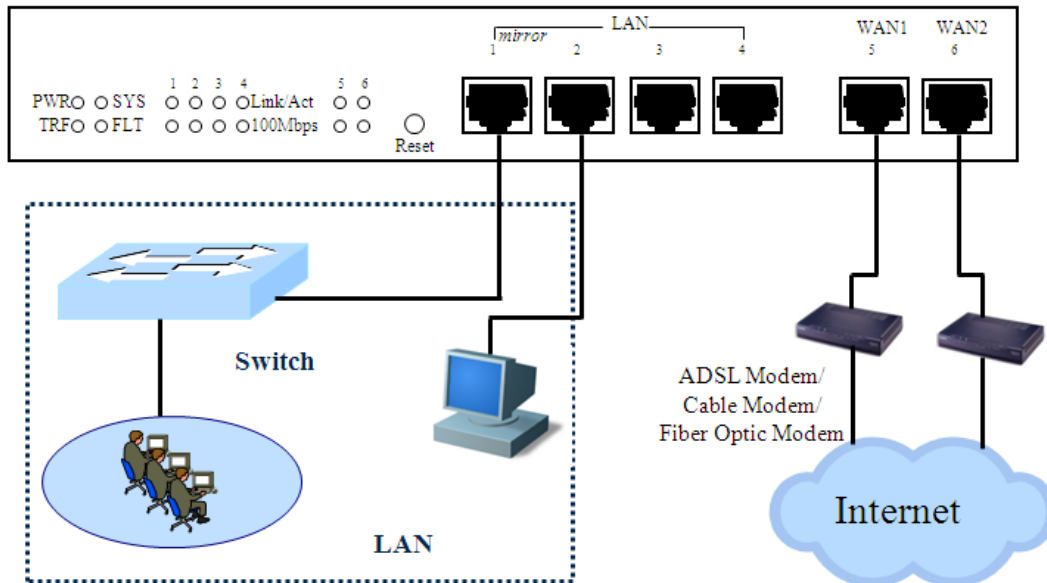 LAN
WAN1
WAN2
mirror
1
2
3
4
5
6
1
2
3
4
5
6
PWR
SYS
Link/Act
TRF
FLT
100Mbps
Reset
Switch
ADSL Modem/
Cable Modem/
Fiber Optic Modem
Internet
LAN